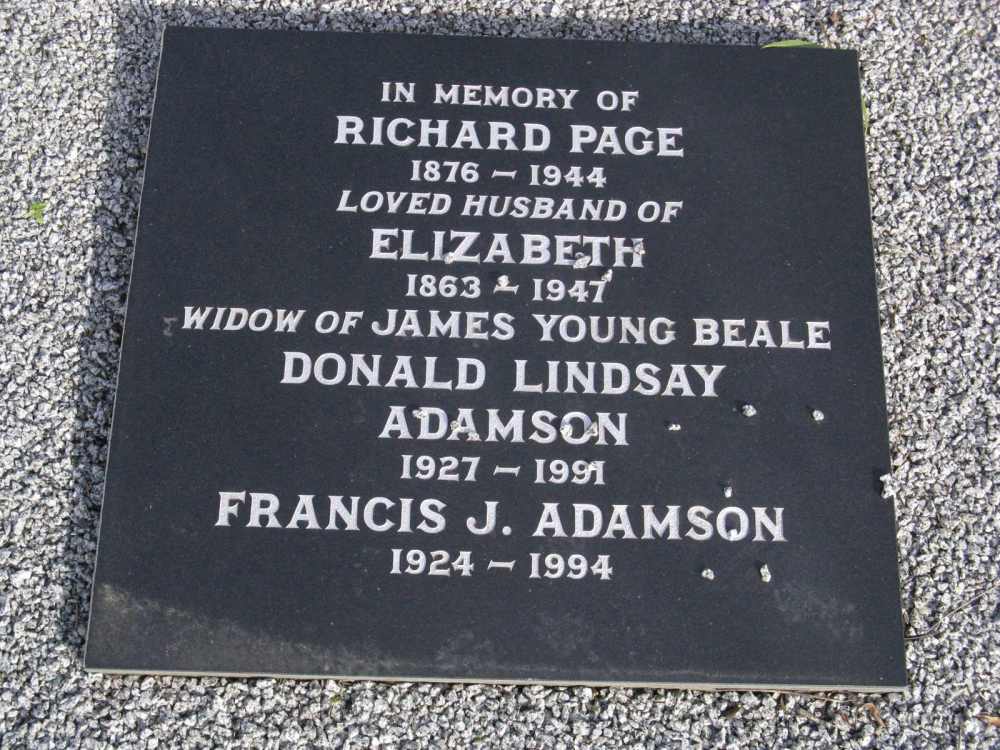 IN MEMORY OF
RICHARD PAGE
1876 – 1944
LOVED HUSBAND OF
ELIZABETH
1863 – 1947
WIDOW OF JAMES YOUNG BEALE
DONALD LINDSAY
ADAMSON
1927 – 1991
FRANCIS J. ADAMSON
1924 – 1994